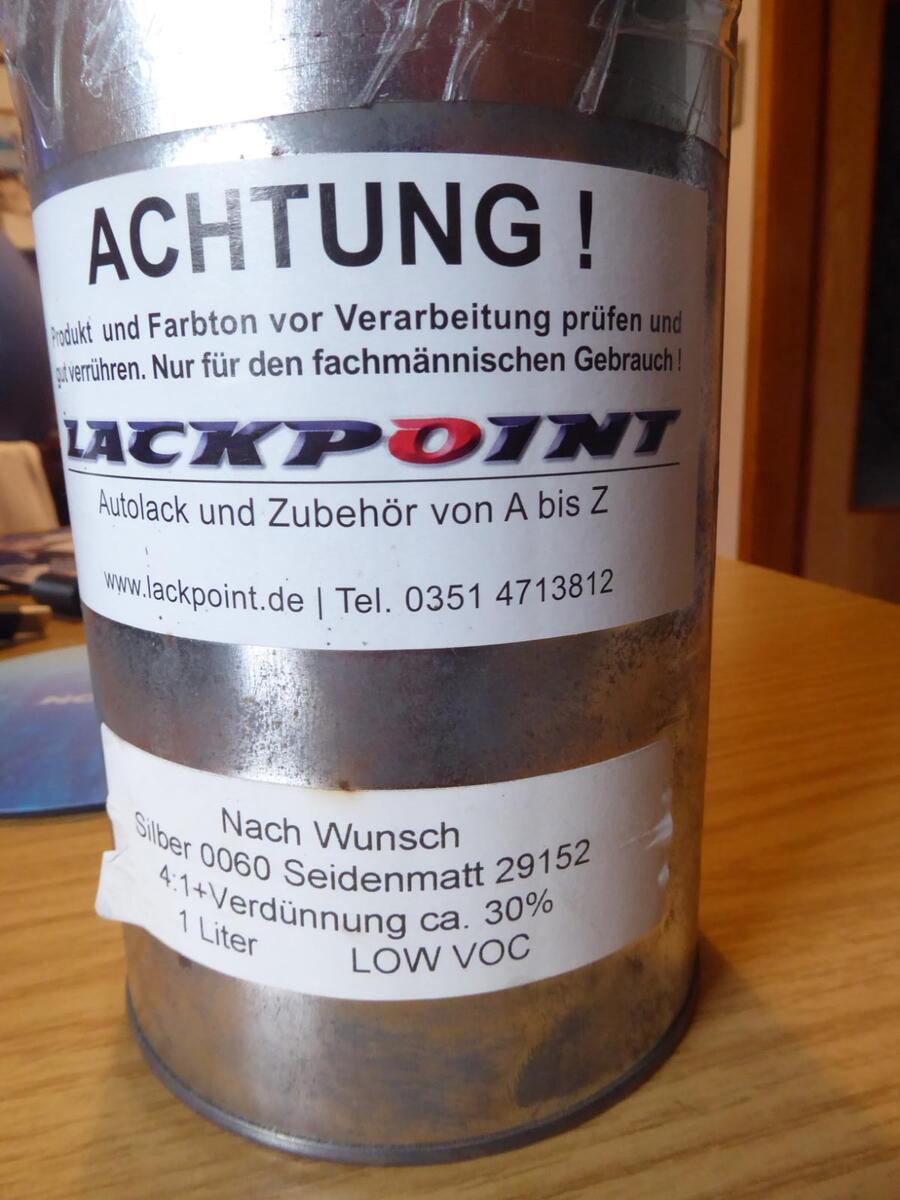 ACHTUNG !
Produkt und Farbton vor Verarbeitung prüfen und
gut verrühren. Nur für den fachmännischen Gebrauch !
LACKPOINT
Autolack und Zubehör von A bis Z
www.lackpoint.de | Tel. 0351 4713812
Nach Wunsch
Silber 0060 Seidenmatt 29152
4:1+Verdünnung ca. 30%
1 Liter LOW VOC